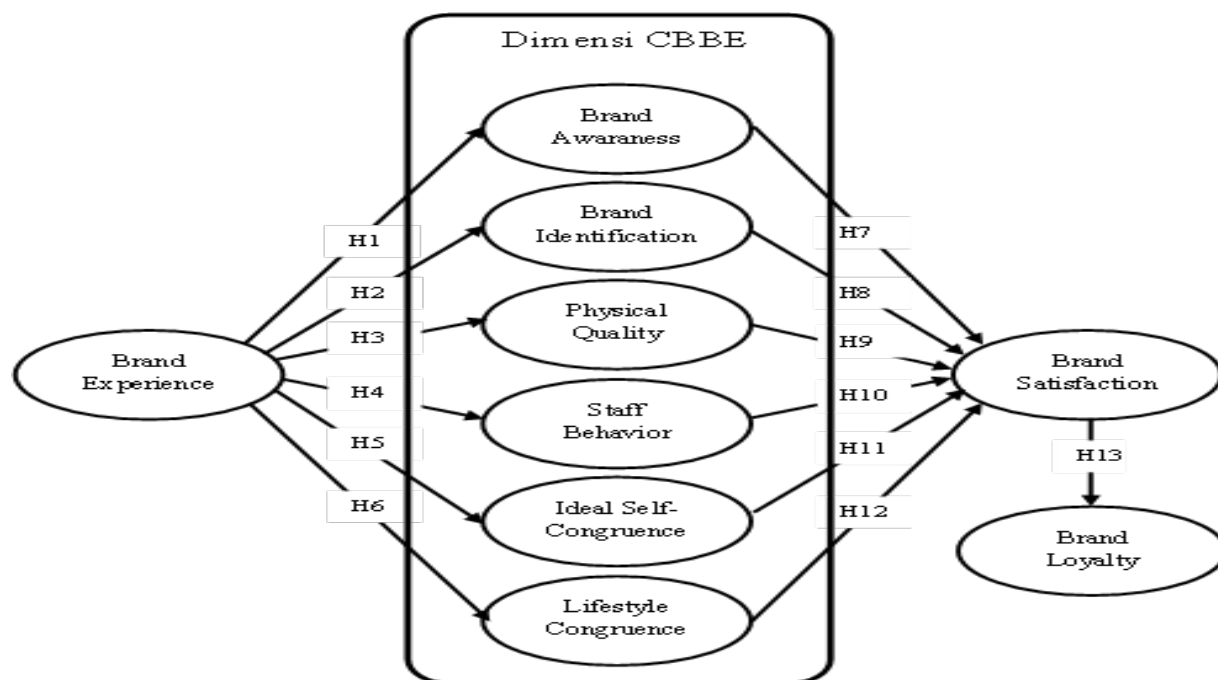 Dimensi CBBE
Brand
Awaraness
Brand
Identification
H1
H7
H2
H8
Physical
Quality
H3
H9
Brand
Experience
Brand
Satisfaction
H4
H10
Staff
Behavior
H5
H11
H13
Ideal Self-
Congruence
H6
H12
Brand
Loyalty
Lifestyle
Congruence